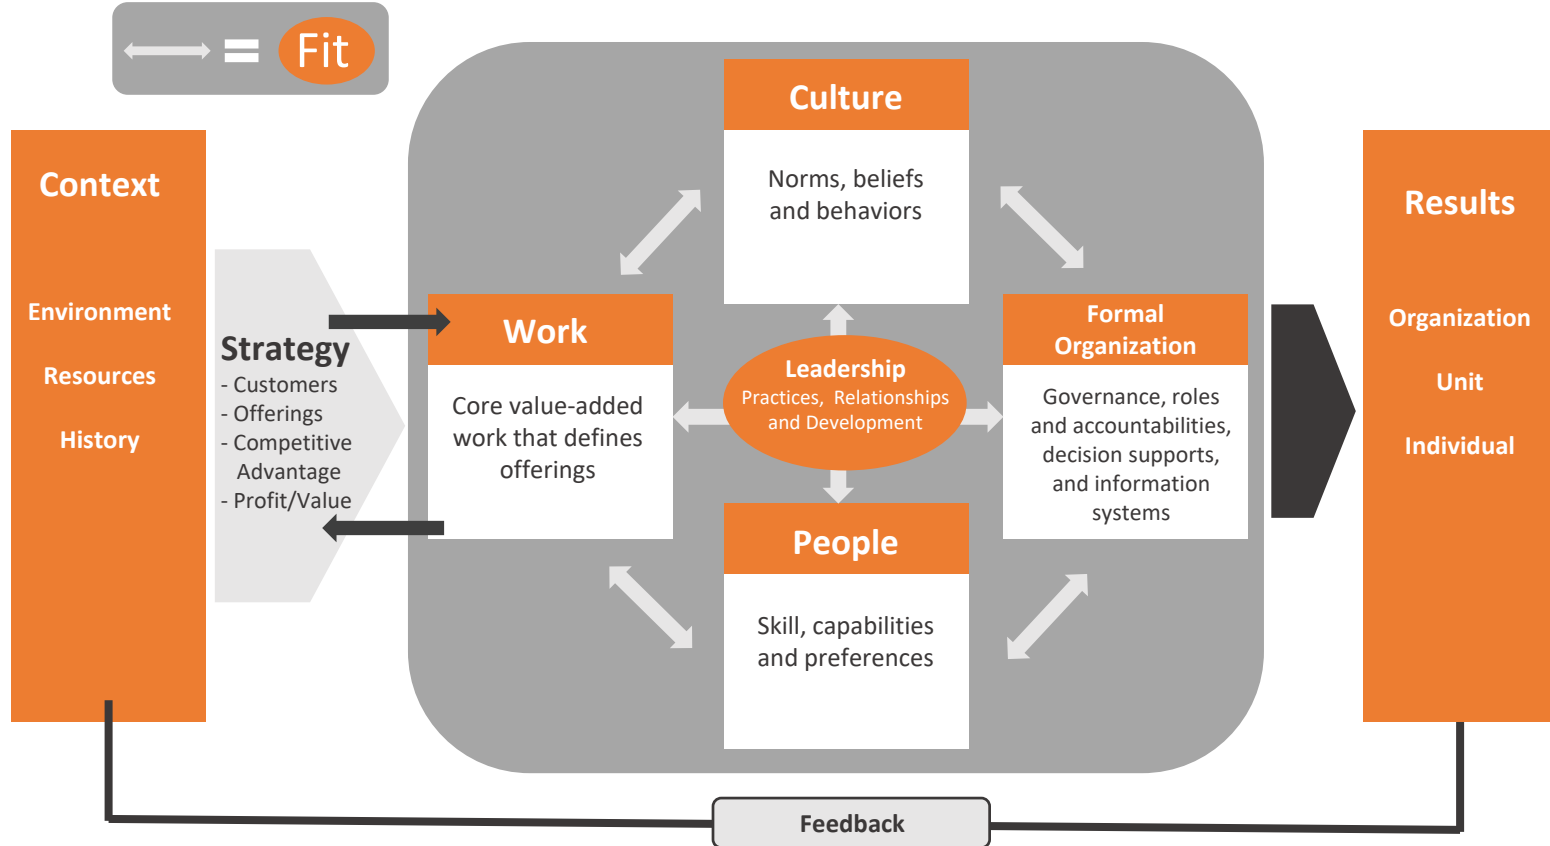 = Fit
Context
Environment
Resources
History
Strategy
- Customers
- Offerings
- Competitive
Advantage
- Profit/Value
Culture
Norms, beliefs
and behaviors
Work
Core value-added
work that defines
offerings
Leadership
Practices, Relationships
and Development
Formal
Organization
Governance, roles
and accountabilities,
decision supports,
and information
systems
People
Skill, capabilities
and preferences
Results
Organization
Unit
Individual
Feedback